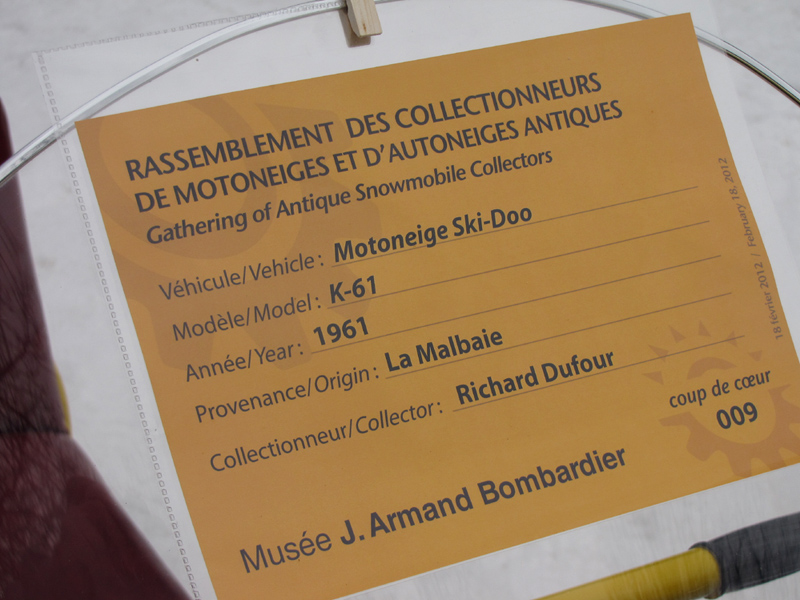 RASSEMBLEMENT DES COLLECTIONNEURS
DE MOTONEIGES ET D'AUTONEIGES ANTIQUES
Gathering of Antique Snowmobile Collectors
Véhicule/Vehicle: Motoneige Ski-Doo
Modèle/Model: K-61
Année/Year: 1961
Provenance/Origin: La Malbaie
Collectionneur/Collector: Richard Dufour
18 février 2012 / February 18, 2012
coup de cœur
009
Musée J. Armand Bombardier